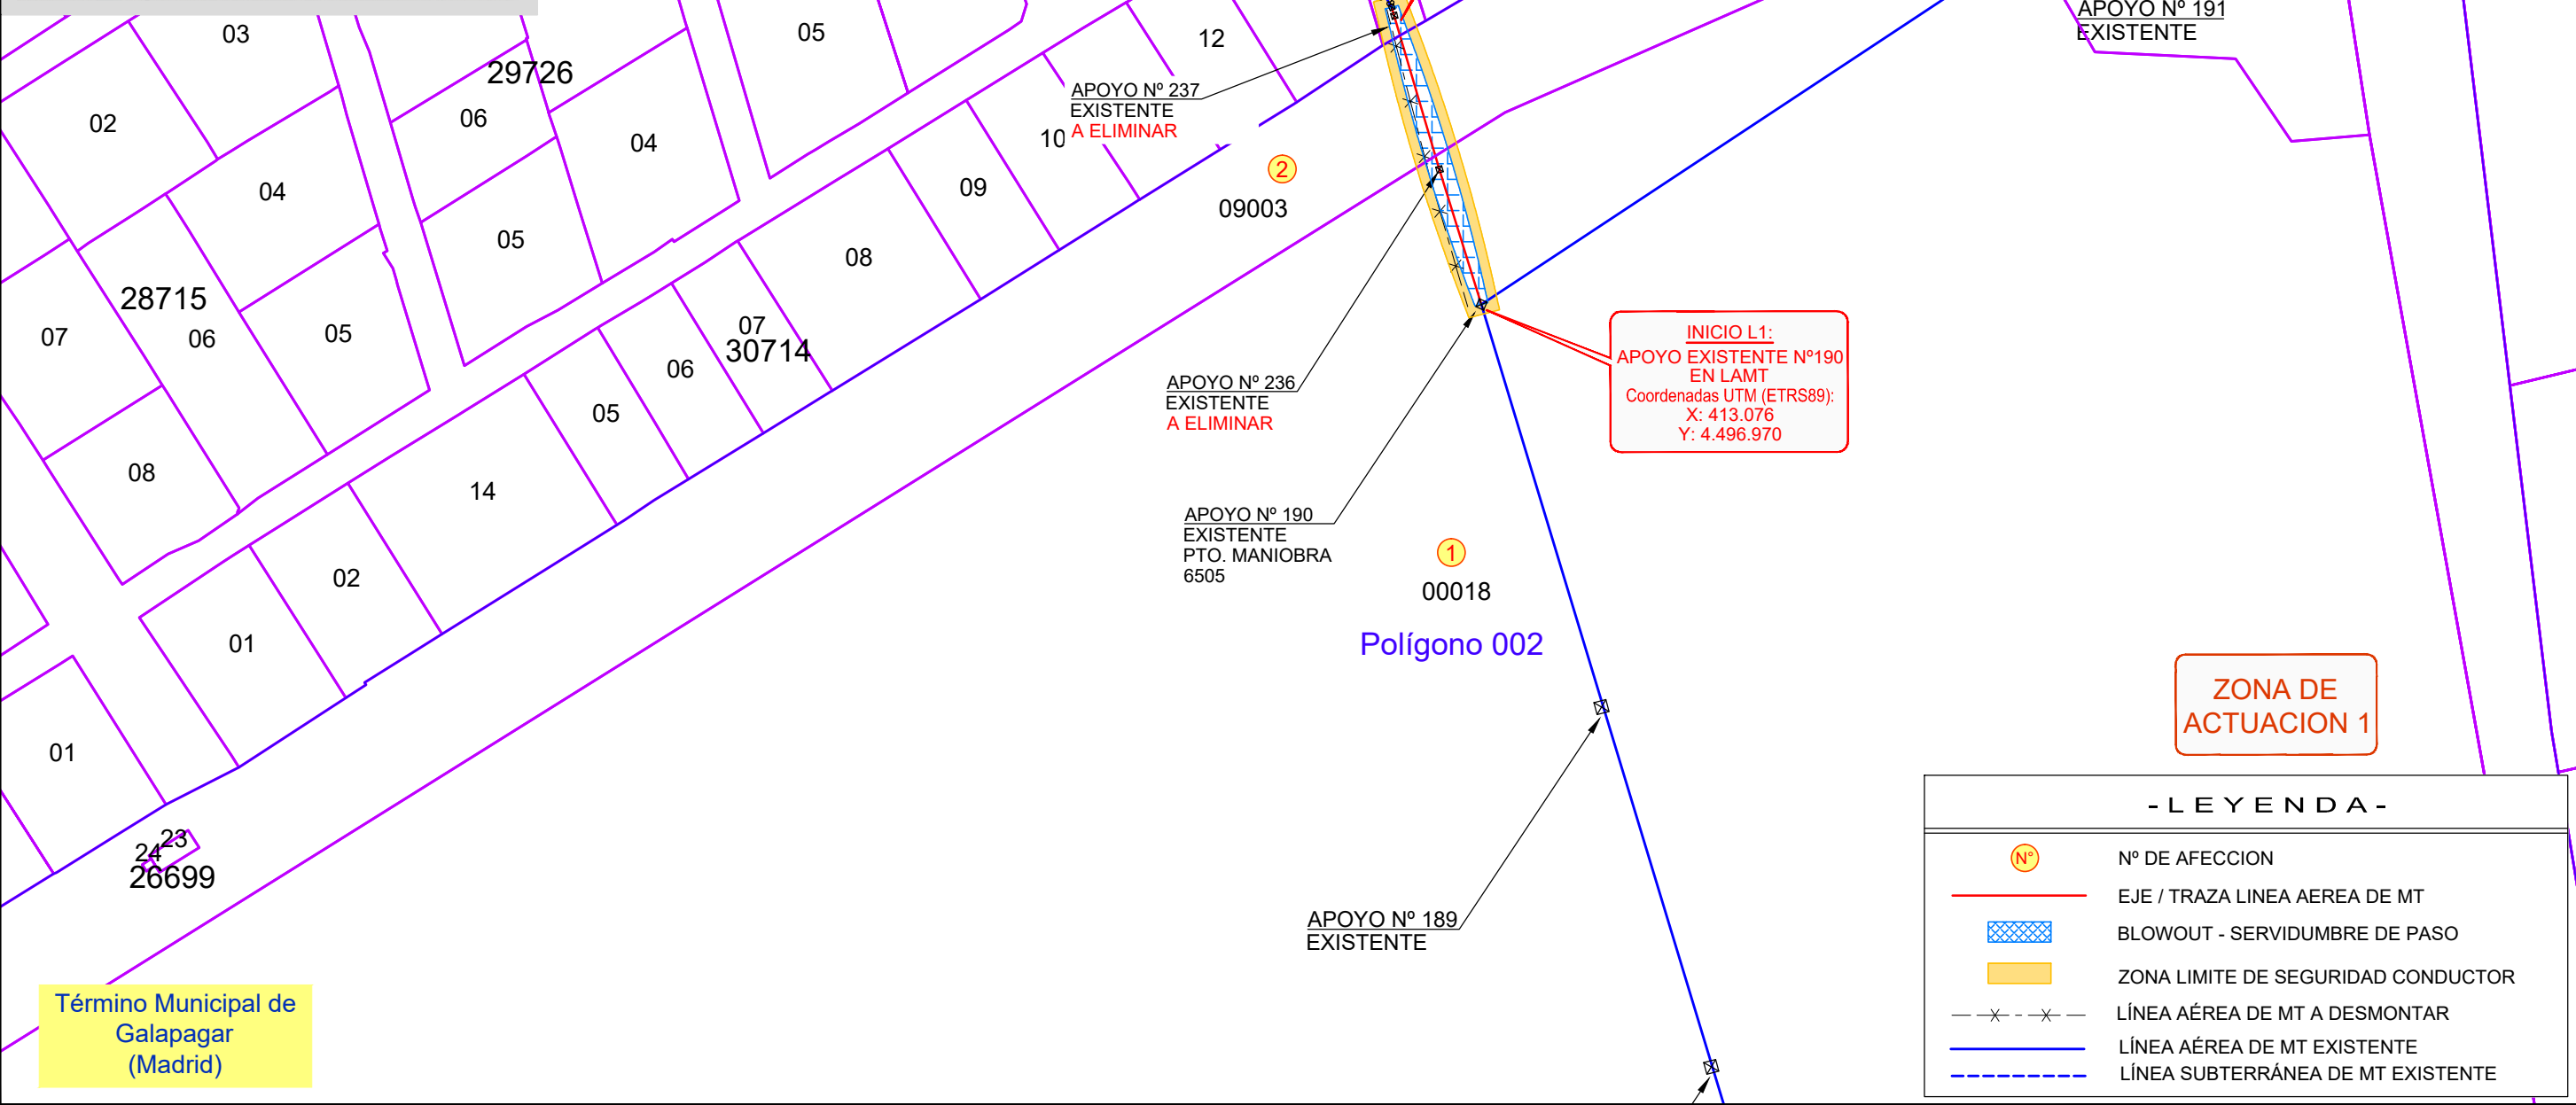 03
05
12
APOYO Nº 191
EXISTENTE
29726
02
06
04
APOYO Nº 237
EXISTENTE
A ELIMINAR
10
2
09003
04
05
09
08
28715
07
06
05
07
30714
06
05
INICIO L1:
APOYO EXISTENTE Nº190
EN LAMT
Coordenadas UTM (ETRS89):
X: 413.076
Y: 4.496.970
APOYO Nº 236
EXISTENTE
A ELIMINAR
08
14
APOYO Nº 190
EXISTENTE
PTO. MANIOBRA
6505
1
00018
Polígono 002
02
01
01
ZONA DE
ACTUACION 1
23
24
26699
APOYO Nº 189
EXISTENTE
Término Municipal de
Galapagar
(Madrid)
-LEYENDA-
N° Nº DE AFECCION
EJE / TRAZA LINEA AEREA DE MT
BLOWOUT - SERVIDUMBRE DE PASO
ZONA LIMITE DE SEGURIDAD CONDUCTOR
LÍNEA AÉREA DE MT A DESMONTAR
LÍNEA AÉREA DE MT EXISTENTE
LÍNEA SUBTERRÁNEA DE MT EXISTENTE